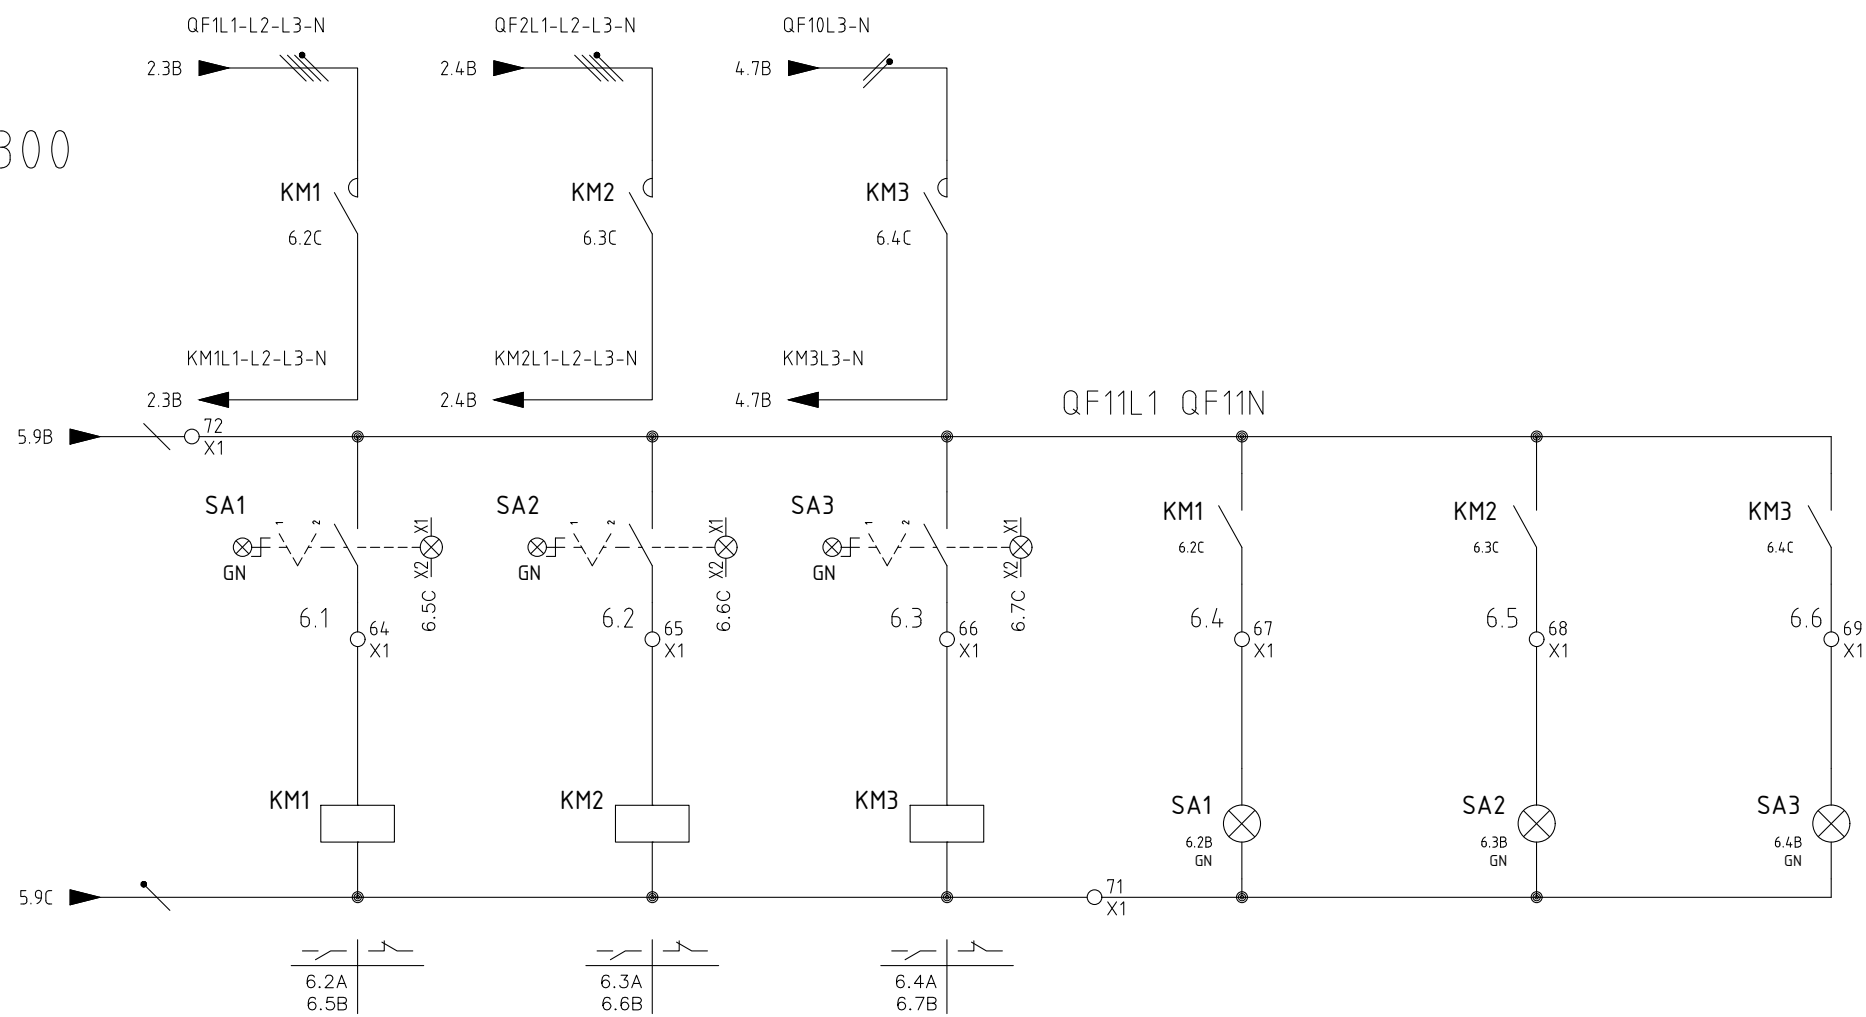 QF1L1-L2-L3-N QF2L1-L2-L3-N QF10L3-N
2.3B 2.4B 4.7B
300
KM1 KM2 KM3
6.2C 6.3C 6.4C
KM1L1-L2-L3-N KM2L1-L2-L3-N KM3L3-N
2.3B 2.4B 4.7B
QF11L1 QF11N
5.9B 72
X1
SA1 1 2 X1 SA2 1 2 X1 SA3 1 2 X1 KM1 KM2 KM3
6.2C 6.3C 6.4C
GN X2 GN X2 GN X2
6.5C 6.6C 6.7C
6.1 64 6.2 65 6.3 66 6.4 67 6.5 68 6.6 69
X1 X1 X1 X1 X1 X1
KM1 KM2 KM3 SA1 SA2 SA3
6.2B 6.3B 6.4B
GN GN GN
5.9C 71
X1
6.2A 6.3A 6.4A
6.5B 6.6B 6.7B